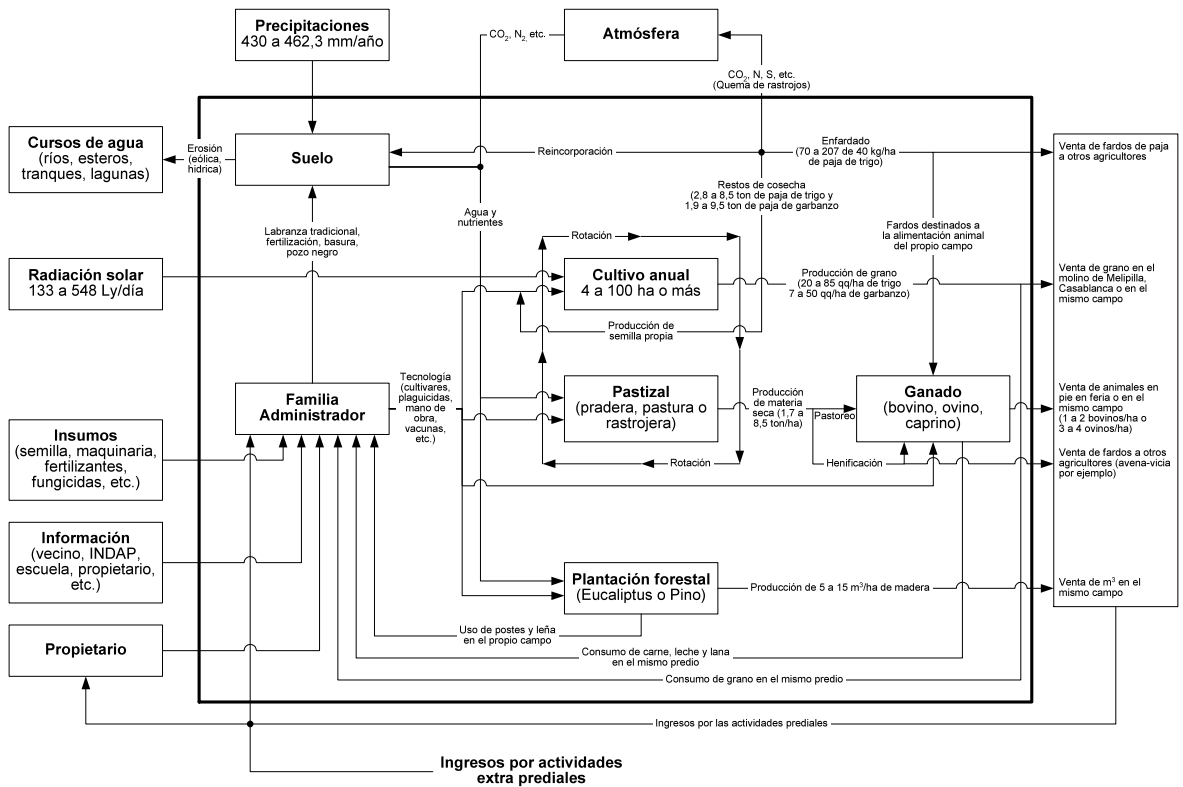 Precipitaciones
430 a 462,3 mm/año
CO2, N2, etc.
Atmósfera
CO2, N, S, etc.
(Quema de rastrojos)
Cursos de agua
(ríos, esteros,
tranques, lagunas)
Erosión
(eólica,
hídrica)
Suelo
Reincorporación
Enfardado
(70 a 207 de 40 kg/ha
de paja de trigo)
Venta de fardos de paja
a otros agricultores
Restos de cosecha
(2,8 a 8,5 ton de paja de trigo y
1,9 a 9,5 ton de paja de garbanzo
Agua y
nutrientes
Labranza tradicional,
fertilización, basura,
pozo negro
Rotación
Fardos destinados a
la alimentación animal
del propio campo
Radiación solar
133 a 548 Ly/día
Cultivo anual
4 a 100 ha o más
Producción de grano
(20 a 85 qq/ha de trigo
7 a 50 qq/ha de garbanzo)
Venta de grano en el
molino de Melipilla,
Casablanca o en el
mismo campo
Producción de
semilla propia
Familia
Administrador
Tecnología
(cultivares,
plaguicidas,
mano de
obra,
vacunas,
etc.)
Pastizal
(pradera, pastura o
rastrojera)
Producción
de materia
seca (1,7 a
8,5 ton/ha)
Pastoreo
Ganado
(bovino, ovino,
caprino)
Venta de animales en
pie en feria o en el
mismo campo
(1 a 2 bovinos/ha o
3 a 4 ovinos/ha)
Insumos
(semilla, maquinaria,
fertilizantes,
fungicidas, etc.)
Rotación
Henificación
Venta de fardos a otros
agricultores (avena-vicia
por ejemplo)
Información
(vecino, INDAP,
escuela, propietario,
etc.)
Plantación forestal
(Eucaliptus o Pino)
Producción de 5 a 15 m3/ha de madera
Venta de m3 en el
mismo campo
Uso de postes y leña
en el propio campo
Propietario
Consumo de carne, leche y lana
en el mismo predio
Consumo de grano en el mismo predio
Ingresos por las actividades prediales
Ingresos por actividades
extra prediales